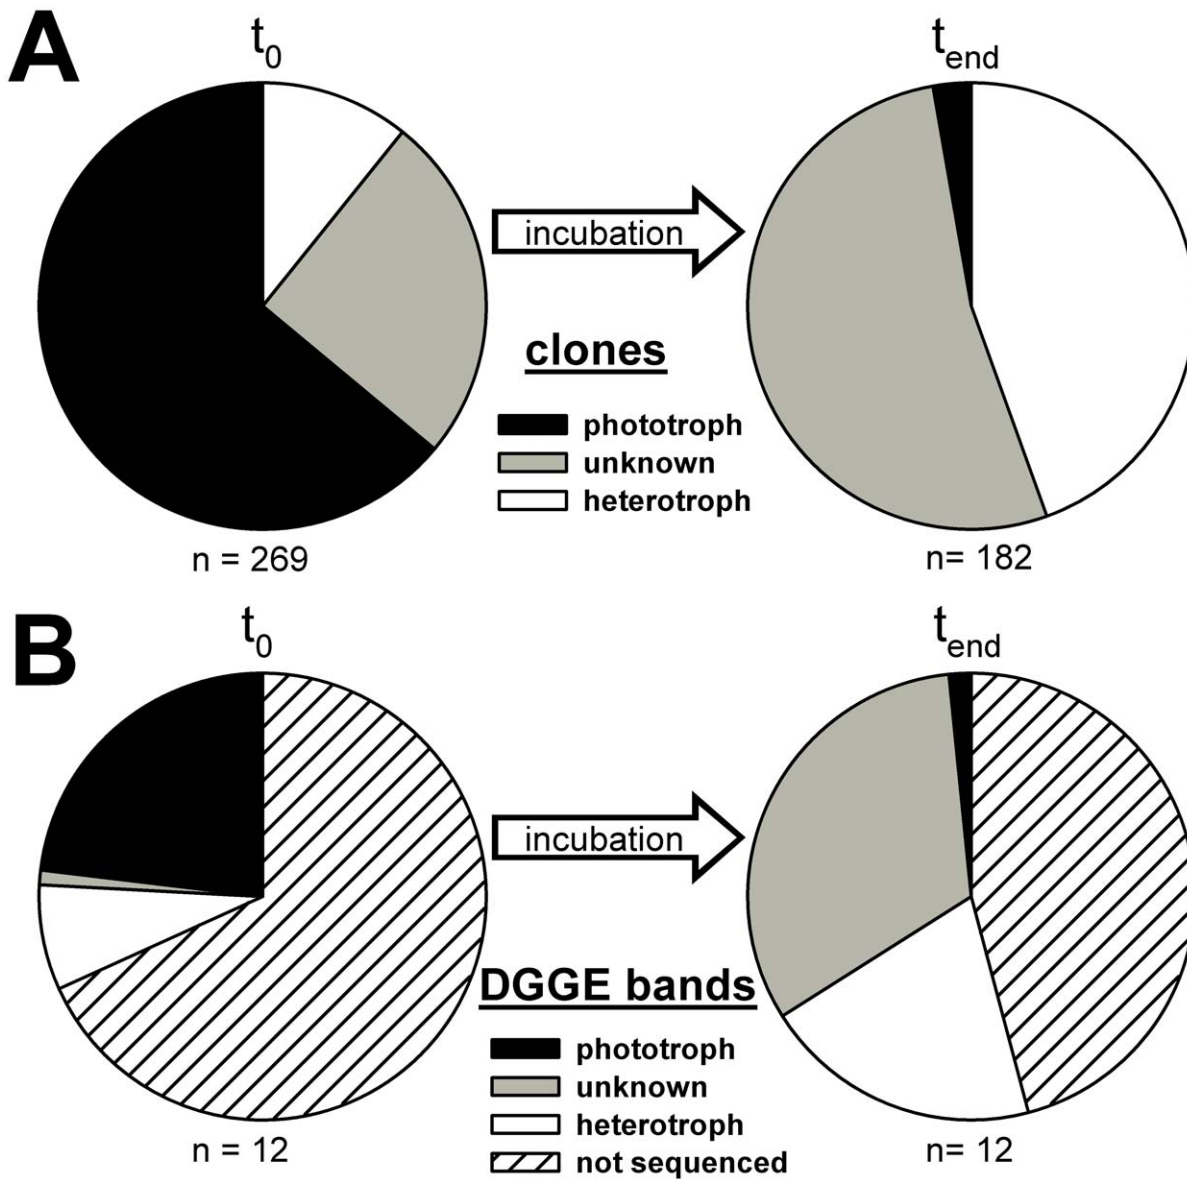 A
t0
tend
incubation
clones
phototroph
unknown
heterotroph
n = 269
n= 182
B
t0
tend
incubation
DGGE bands
phototroph
unknown
heterotroph
not sequenced
n = 12
n= 12